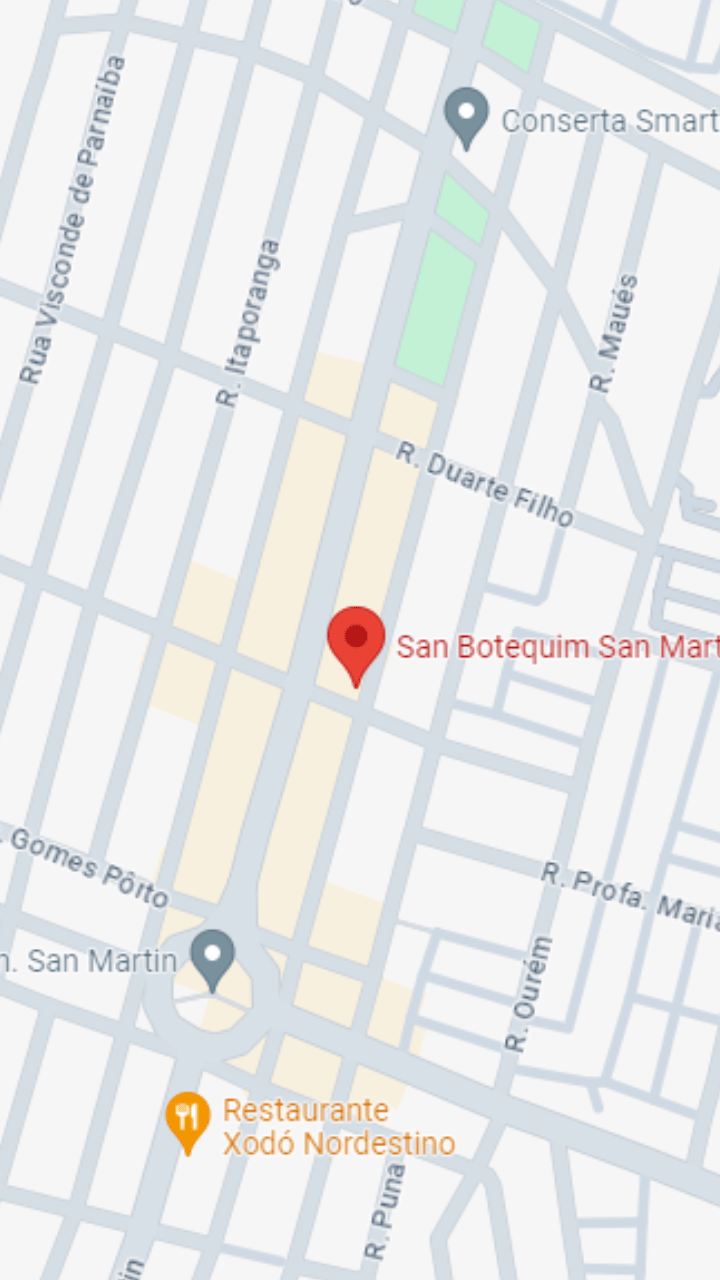 Conserta Smart
Rua Visconde de Parnaíba
R. Itaporanga
R. Maués
R. Duarte Filho
San Botequim San Mart
. Gomes Pôrto
R. Profa. Maria
San Martin
R. Ourém
Restaurante
Xodó Nordestino
R. Puna
in